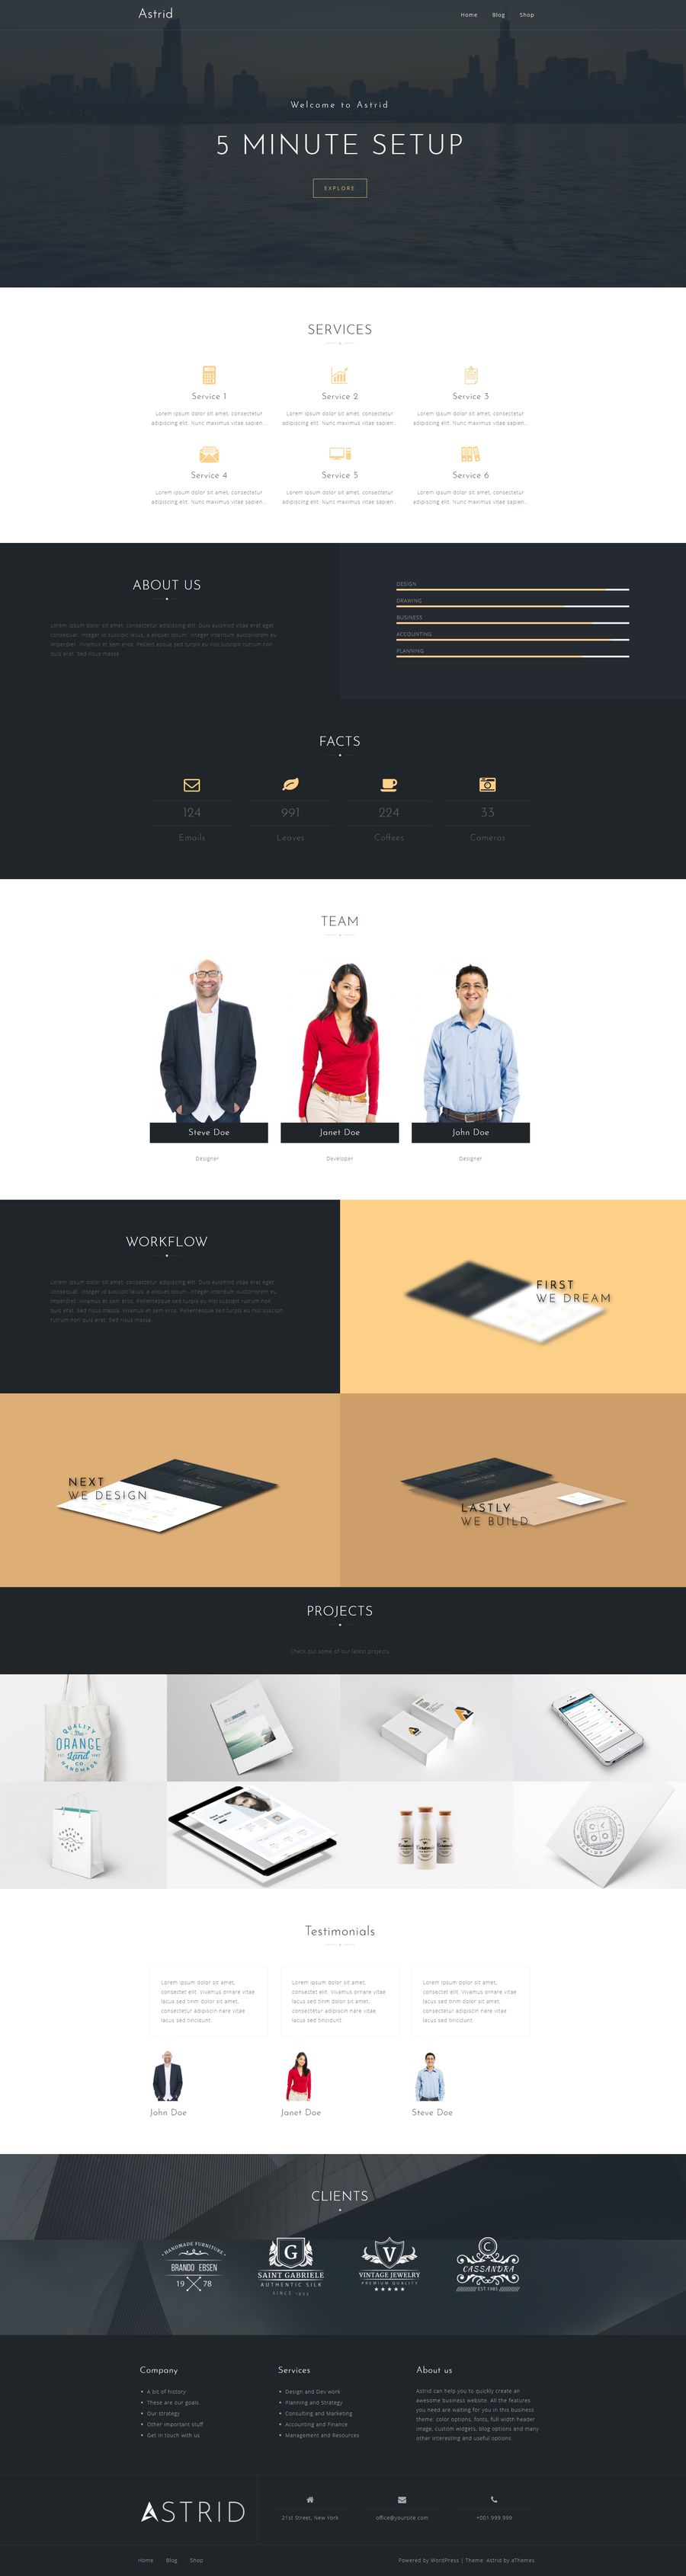 Astrid
Home Blog Shop
Welcome to Astrid
5 MINUTE SETUP
EXPLORE
SERVICES
Service 1
Lorem ipsum dolor sit amet, consectetur
adipiscing elit. Nunc maximus vitae sapien...
Service 2
Lorem ipsum dolor sit amet, consectetur
adipiscing elit. Nunc maximus vitae sapien...
Service 3
Lorem ipsum dolor sit amet, consectetur
adipiscing elit. Nunc maximus vitae sapien...
Service 4
Lorem ipsum dolor sit amet, consectetur
adipiscing elit. Nunc maximus vitae sapien...
Service 5
Lorem ipsum dolor sit amet, consectetur
adipiscing elit. Nunc maximus vitae sapien...
Service 6
Lorem ipsum dolor sit amet, consectetur
adipiscing elit. Nunc maximus vitae sapien...
ABOUT US
Lorem ipsum dolor sit amet, consectetur adipiscing elit. Duis euismod vitae erat eget
consequat. Integer id suscipit lacus, a aliquet ipsum. Integer interdum auctorlorem eu
imperdiet. Vivamus et sem eros. Pellent esque sed turpis eu nisi suscipit rutrum non
quis erat. Sed risus massa.
DESIGN
DRAWING
BUSINESS
ACCOUNTING
PLANNING
FACTS
124
Emails
991
Leaves
224
Coffees
33
Cameras
TEAM
Steve Doe
Designer
Janet Doe
Developer
John Doe
Designer
WORKFLOW
Lorem ipsum dolor sit amet, consectetur adipiscing elit. Duis euismod vitae erat eget
consequat. Integer id suscipit lacus, a aliquet ipsum. Integer interdum auctorlorem eu
imperdiet. Vivamus et sem eros. Pellentesque sed turpis eu nisi suscipit rutrum non
quis erat. Sed risus massa. Vivamus et sem eros. Pellentesque sed turpis eu nisi suscipit
rutrum non quis erat. Sed risus massa.
FIRST
WE DREAM
NEXT
WE DESIGN
LASTLY
WE BUILD
PROJECTS
Check out some of our latest projects
QUALITY
The
ORANGE
Land
CO.
HANDMADE
Testimonials
Lorem ipsum dolor sit amet,
consectet elit. Vivamus ornare vitae
lacus sed tinim dolor sit amet,
consectetur adipiscin nare vitae
lacus sed tincidunt.
John Doe
Lorem ipsum dolor sit amet,
consectet elit. Vivamus ornare vitae
lacus sed tinim dolor sit amet,
consectetur adipiscin nare vitae
lacus sed tincidunt.
Janet Doe
Lorem ipsum dolor sit amet,
consectet elit. Vivamus ornare vitae
lacus sed tinim dolor sit amet,
consectetur adipiscin nare vitae
lacus sed tincidunt.
Steve Doe
CLIENTS
HANDMADE FURNITURE
BRANDO EBSEN
19 78
G
SAINT GABRIELE
AUTHENTIC SILK
V
VINTAGE JEWELRY
PREMIUM QUALITY
C
CASSANDRA
EST 1985
Company
A bit of history
These are our goals
Our strategy
Other important stuff
Get in touch with us
Services
Design and Dev work
Planning and Strategy
Consulting and Marketing
Accounting and Finance
Management and Resources
About us
Astrid can help you to quickly create an
awesome business website. All the features
you need are waiting for you in this business
theme: color options, fonts, full width header
image, custom widgets, blog options and many
other interesting and useful options.
ASTRID
21st Street, New York
office@yoursite.com
+001.999.999
Home Blog Shop
Powered by WordPress | Theme: Astrid by aThemes.